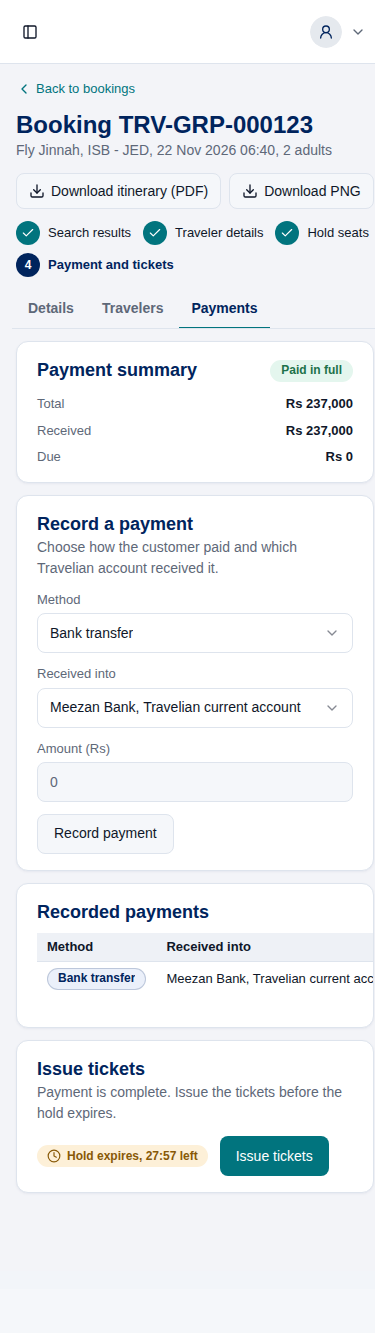 Back to bookings
Booking TRV-GRP-000123
Fly Jinnah, ISB - JED, 22 Nov 2026 06:40, 2 adults
Download itinerary (PDF) Download PNG
Search results Traveler details Hold seats
4 Payment and tickets
Details Travelers Payments
Payment summary Paid in full
Total Rs 237,000
Received Rs 237,000
Due Rs 0
Record a payment
Choose how the customer paid and which
Travelian account received it.
Method
Bank transfer
Received into
Meezan Bank, Travelian current account
Amount (Rs)
0
Record payment
Recorded payments
Method Received into
Bank transfer Meezan Bank, Travelian current acc
Issue tickets
Payment is complete. Issue the tickets before the
hold expires.
Hold expires, 27:57 left Issue tickets